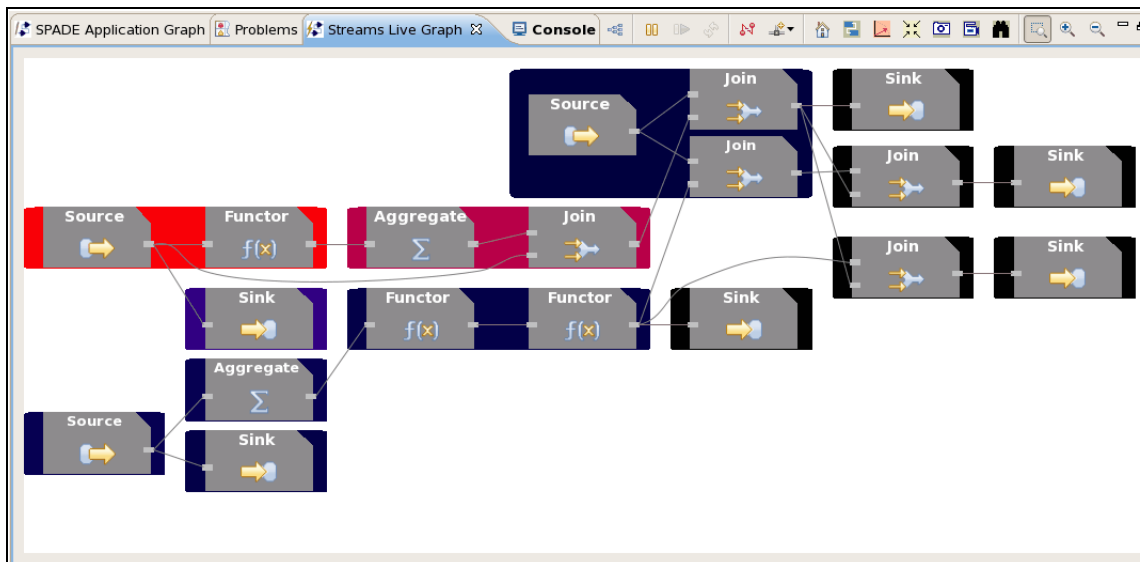 SPADE Application Graph Problems Streams Live Graph Console
Join Sink
Source
Join Join Sink
Source Functor Aggregate Join
f(x) Σ
Join Sink
Sink Functor Functor Sink
f(x) f(x)
Aggregate
Σ
Source
Sink